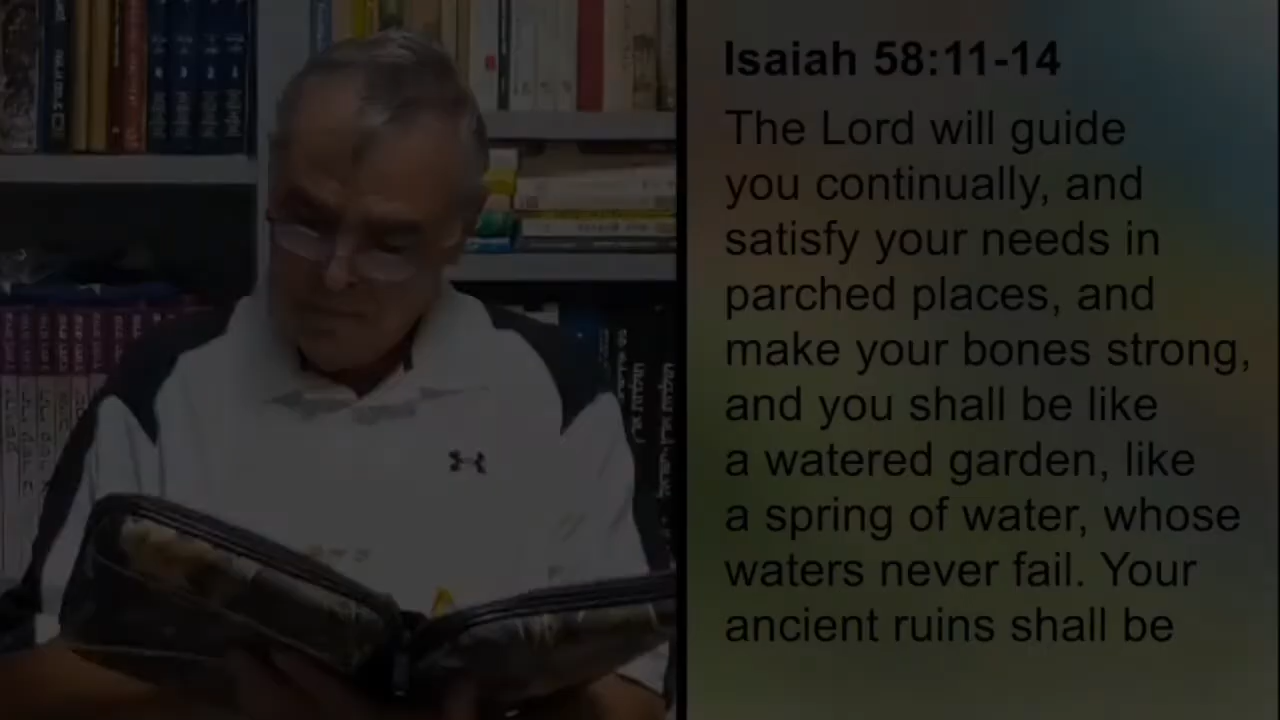 Isaiah 58:11-14
The Lord will guide
you continually, and
satisfy your needs in
parched places, and
make your bones strong,
and you shall be like
a watered garden, like
a spring of water, whose
waters never fail. Your
ancient ruins shall be